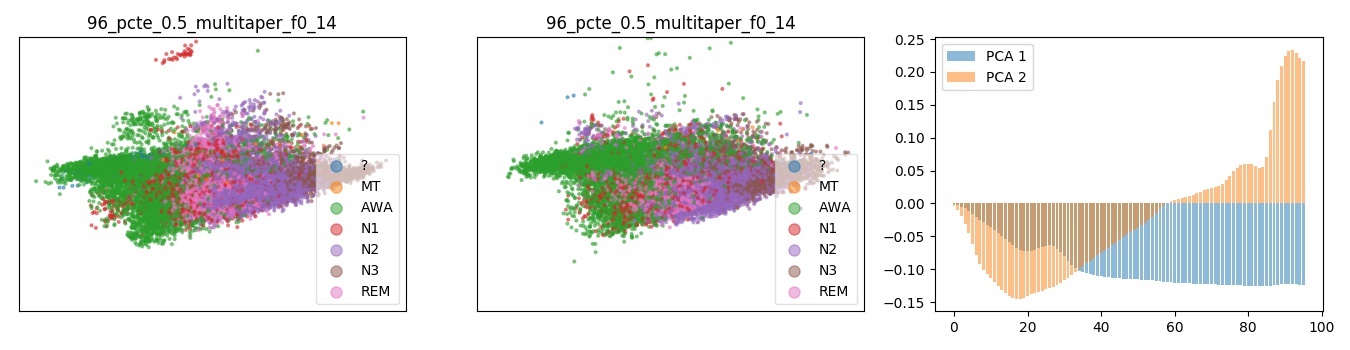 96_pcte_0.5_multitaper_f0_14
?
MT
AWA
N1
N2
N3
REM
96_pcte_0.5_multitaper_f0_14
?
MT
AWA
N1
N2
N3
REM
PCA 1
PCA 2
0.25
0.20
0.15
0.10
0.05
0.00
−0.05
−0.10
−0.15
0 20 40 60 80 100